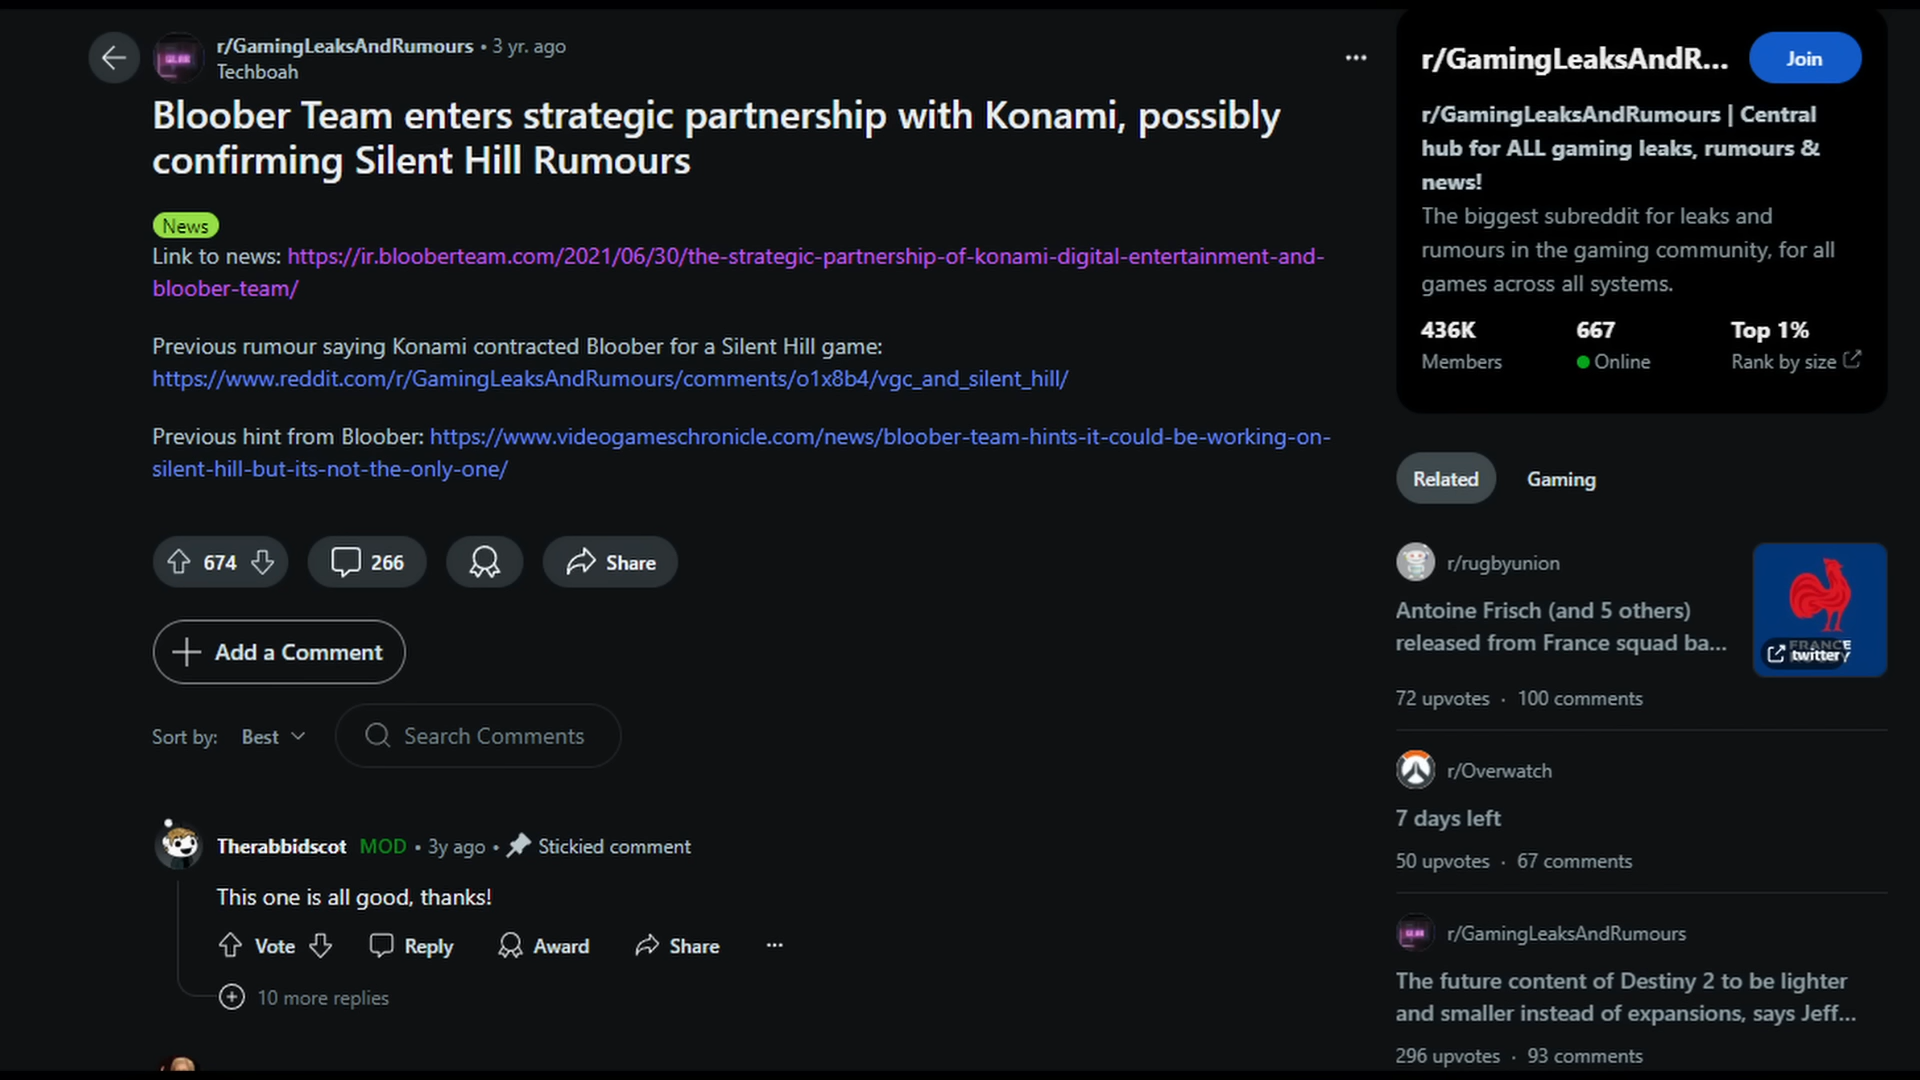 r/GamingLeaksAndRumours • 3 yr. ago
Techboah
Bloober Team enters strategic partnership with Konami, possibly
confirming Silent Hill Rumours
News
Link to news: https://ir.blooberteam.com/2021/06/30/the-strategic-partnership-of-konami-digital-entertainment-and-
bloober-team/
Previous rumour saying Konami contracted Bloober for a Silent Hill game:
https://www.reddit.com/r/GamingLeaksAndRumours/comments/o1x8b4/vgc_and_silent_hill/
Previous hint from Bloober: https://www.videogameschronicle.com/news/bloober-team-hints-it-could-be-working-on-
silent-hill-but-its-not-the-only-one/
674
266
Share
Add a Comment
Sort by: Best
Search Comments
Therabbidscot MOD • 3y ago • Stickied comment
This one is all good, thanks!
Vote
Reply
Award
Share
10 more replies
r/GamingLeaksAndR...
Join
r/GamingLeaksAndRumours | Central
hub for ALL gaming leaks, rumours &
news!
The biggest subreddit for leaks and
rumours in the gaming community, for all
games across all systems.
436K 667 Top 1%
Members Online Rank by size
Related Gaming
r/rugbyunion
Antoine Frisch (and 5 others)
released from France squad ba...
FRANCE
twitter
72 upvotes · 100 comments
r/Overwatch
7 days left
50 upvotes · 67 comments
r/GamingLeaksAndRumours
The future content of Destiny 2 to be lighter
and smaller instead of expansions, says Jeff...
296 upvotes · 93 comments